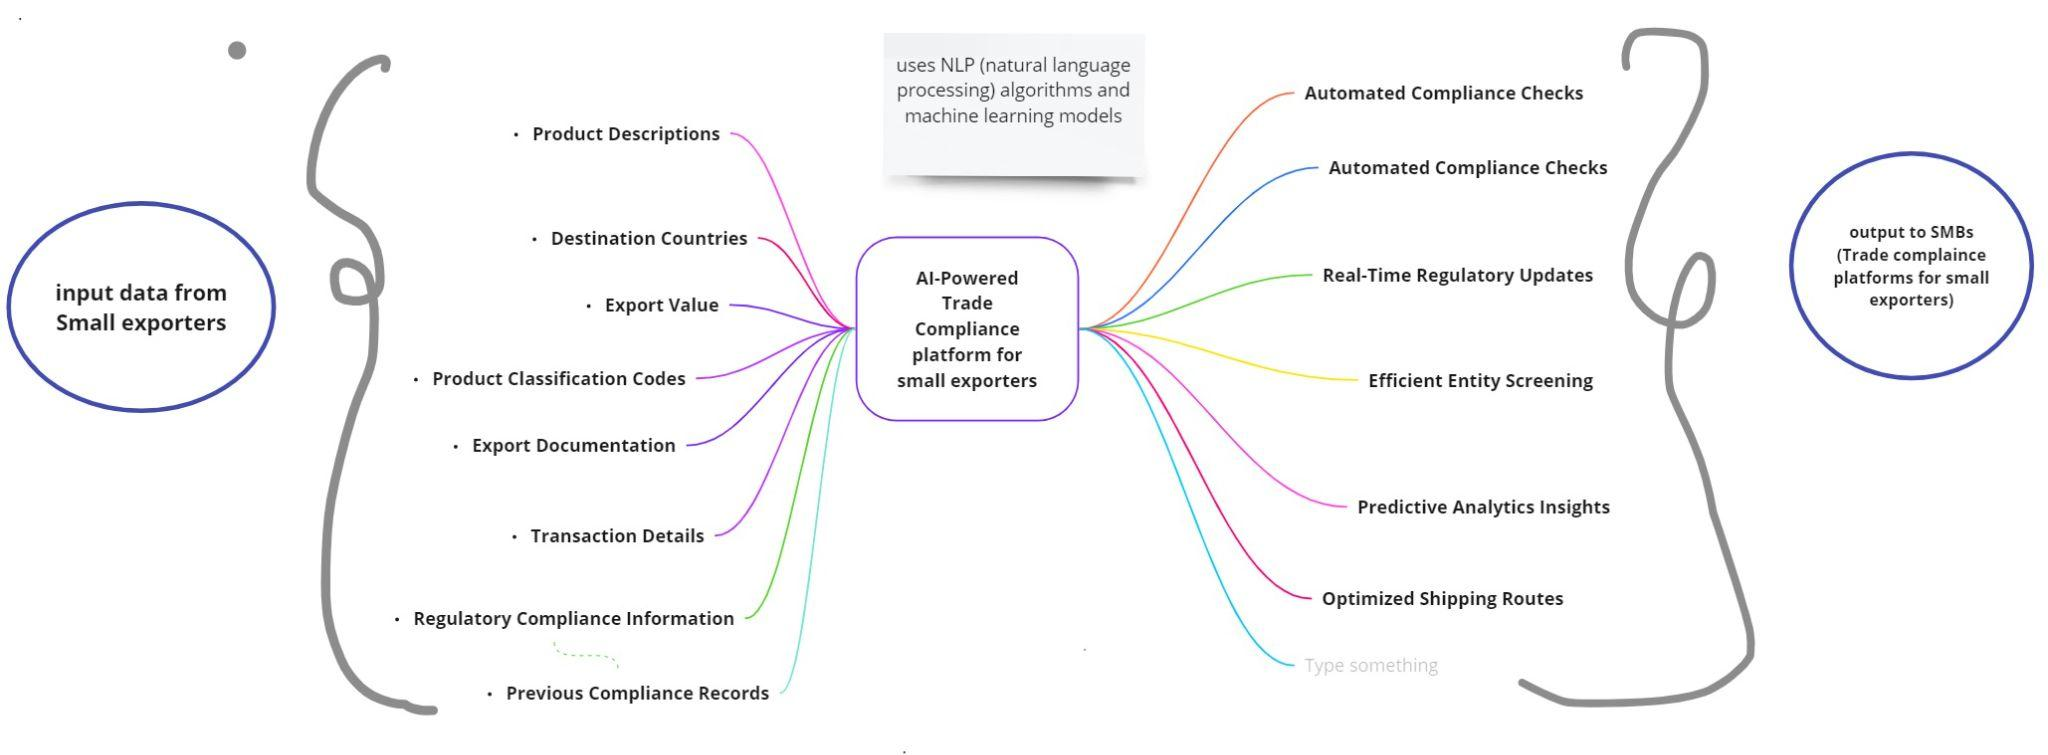 input data from
Small exporters
• Product Descriptions
• Destination Countries
• Export Value
• Product Classification Codes
• Export Documentation
• Transaction Details
• Regulatory Compliance Information
• Previous Compliance Records
uses NLP (natural language
processing) algorithms and
machine learning models
AI-Powered
Trade
Compliance
platform for
small exporters
Automated Compliance Checks
Automated Compliance Checks
Real-Time Regulatory Updates
Efficient Entity Screening
Predictive Analytics Insights
Optimized Shipping Routes
Type something
output to SMBs
(Trade complaince
platforms for small
exporters)